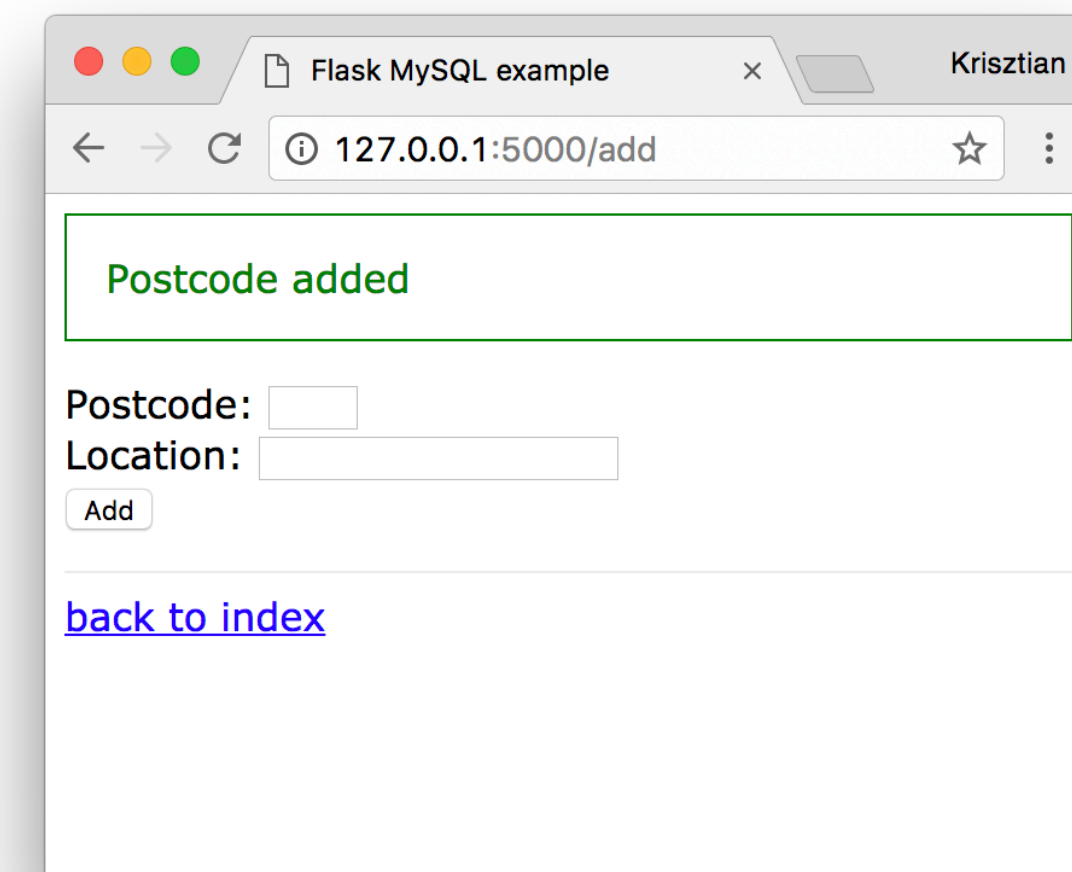 Flask MySQL example
Krisztian
127.0.0.1:5000/add
Postcode added
Postcode:
Location:
Add
back to index